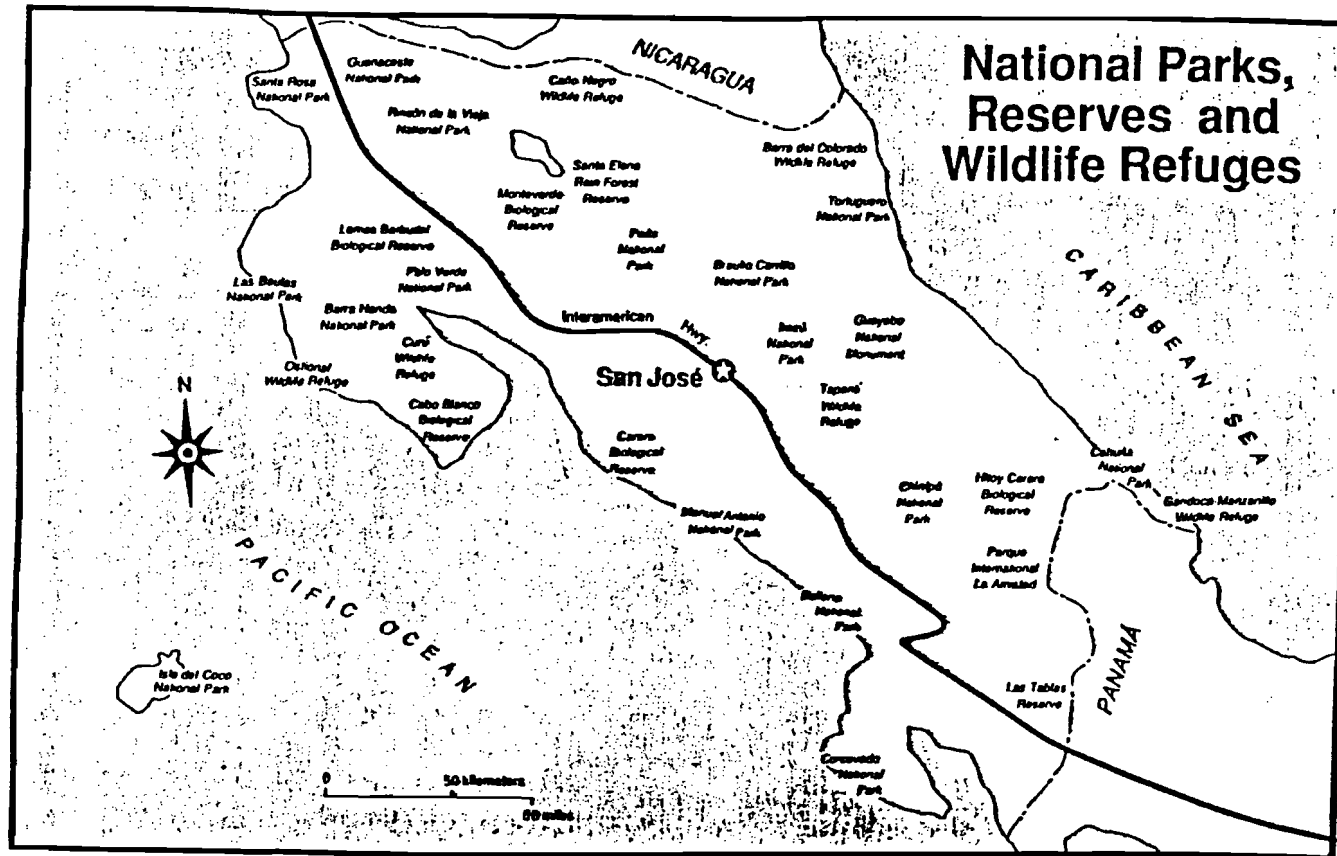 National Parks,
Reserves and
Wildlife Refuges
NICARAGUA
Guanacaste
National Park
Santa Rosa
National Park
Caño Negro
Wildlife Refuge
Rincón de la Vieja
National Park
Barra del Colorado
Wildlife Refuge
Santa Elena
Rain Forest
Reserve
Monteverde
Biological
Reserve
Tortuguero
National Park
Lomas Barbudal
Biological Reserve
National
Park
Braulio Carrillo
National Park
CARIBBEAN SEA
Palo Verde
National Park
Las Baulas
National Park
Barra Honda
National Park
Interamerican
Hwy.
Irazú
National
Park
Guayabo
National
Monument
Curú
Wildlife
Refuge
San José
Ostional
Wildlife Refuge
N
Tapantí
Wildlife
Refuge
Cabo Blanco
Biological
Reserve
Carara
Biological
Reserve
Cahuita
National
Park
Chirripó
National
Park
Hitoy Carara
Biological
Reserve
Gandoca-Manzanillo
Wildlife Refuge
Manuel Antonio
National Park
Parque
International
La Amistad
PACIFIC OCEAN
Ballena
National
Park
PANAMA
Isla del Coco
National Park
Las Tablas
Reserve
Corcovado
National
Park
0
50 kilometers
50 miles